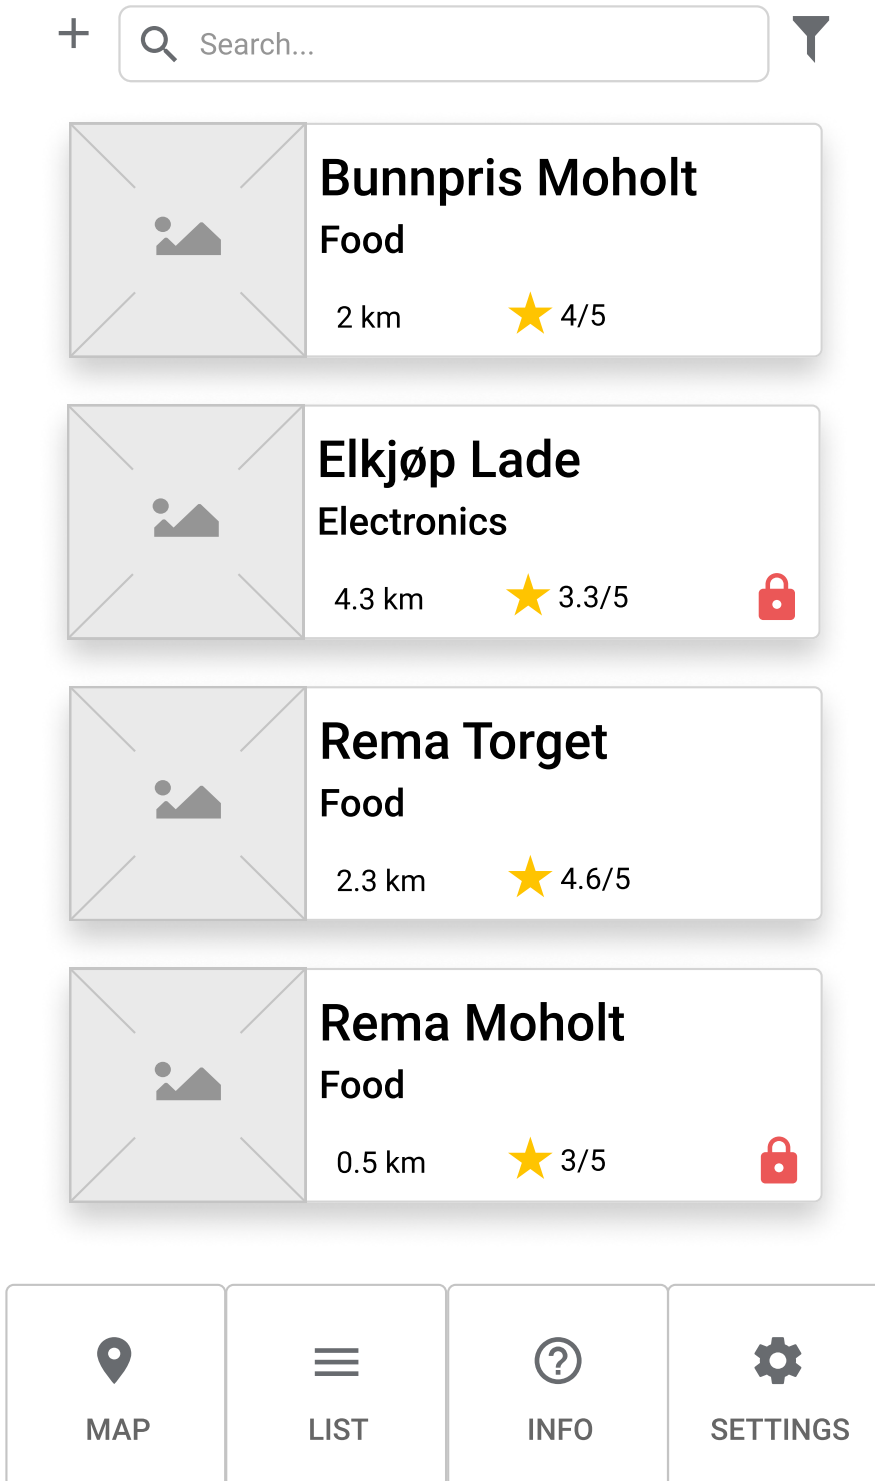 Search...
Bunnpris Moholt
Food
2 km 4/5
Elkjøp Lade
Electronics
4.3 km 3.3/5
Rema Torget
Food
2.3 km 4.6/5
Rema Moholt
Food
0.5 km 3/5
MAP LIST INFO SETTINGS